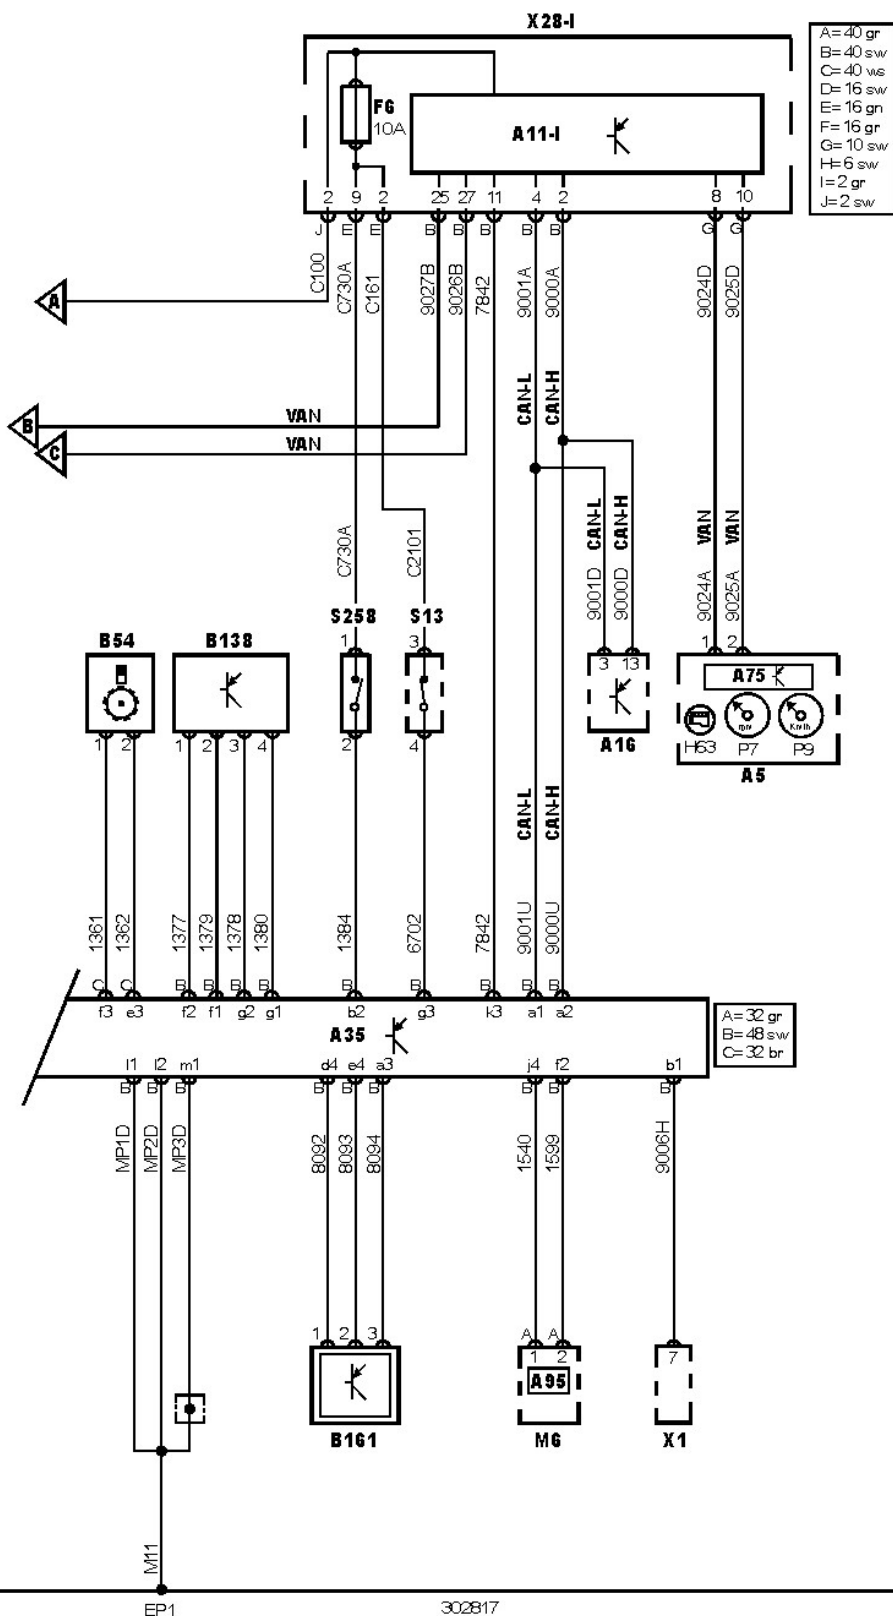 X28-I
A=40 gr
B=40 sw
C=40 ws
D=16 sw
E=16 gn
F=16 gr
G=10 sw
H=6 sw
I=2 gr
J=2 sw
F6
10A
A11-I
2 9 2 25 27 11 4 2 8 10
J E E B B B B B G G
C100 C730A C161 9027B 9026B 7842 9001A 9000A 9024D 9025D
A
CAN-L CAN-H
B VAN
C VAN
C730A C2101 CAN-L CAN-H VAN VAN
9001D 9000D 9024A 9025A
S258 S13
B54 B138 1 3 3 13 1 2
A75
rpm Km/h
H63 P7 P9
1 2 1 2 3 4 2 4 A16
A5
CAN-L CAN-H
1361 1362 1377 1379 1378 1380 1384 6702 7842 9001U 9000U
C C B B B B B B B B B
f3 e3 f2 f1 g2 g1 b2 g3 k3 a1 a2
A35
A=32 gr
B=48 sw
C=32 br
l1 l2 m1 d4 e4 a3 j4 f2 b1
B B B B B B B B B
MP1D MP2D MP3D 8092 8093 8094 1540 1599 9006H
1 2 3 A A
1 2 7
A95
B161 M6 X1
M11
EP1 302817